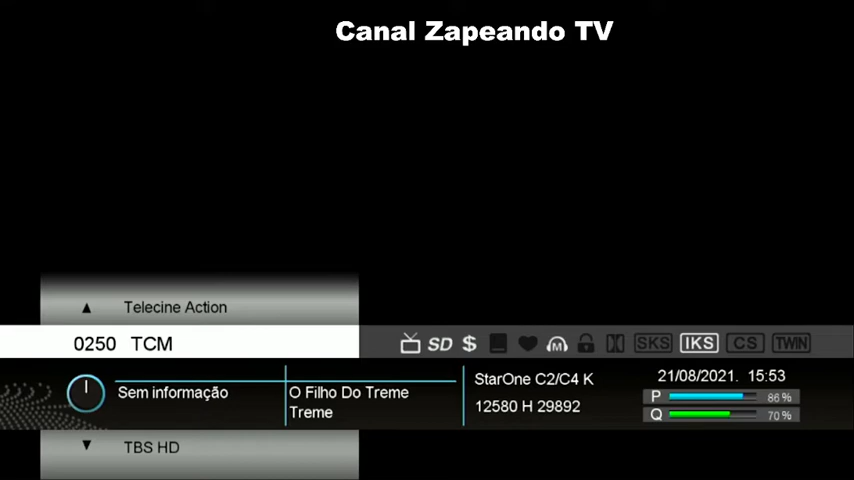 Canal Zapeando TV
Telecine Action
0250 TCM
SD $ M SKS IKS CS TWIN
Sem informação
O Filho Do Treme
Treme
StarOne C2/C4 K
12580 H 29892
21/08/2021. 15:53
P 86 %
Q 70 %
TBS HD